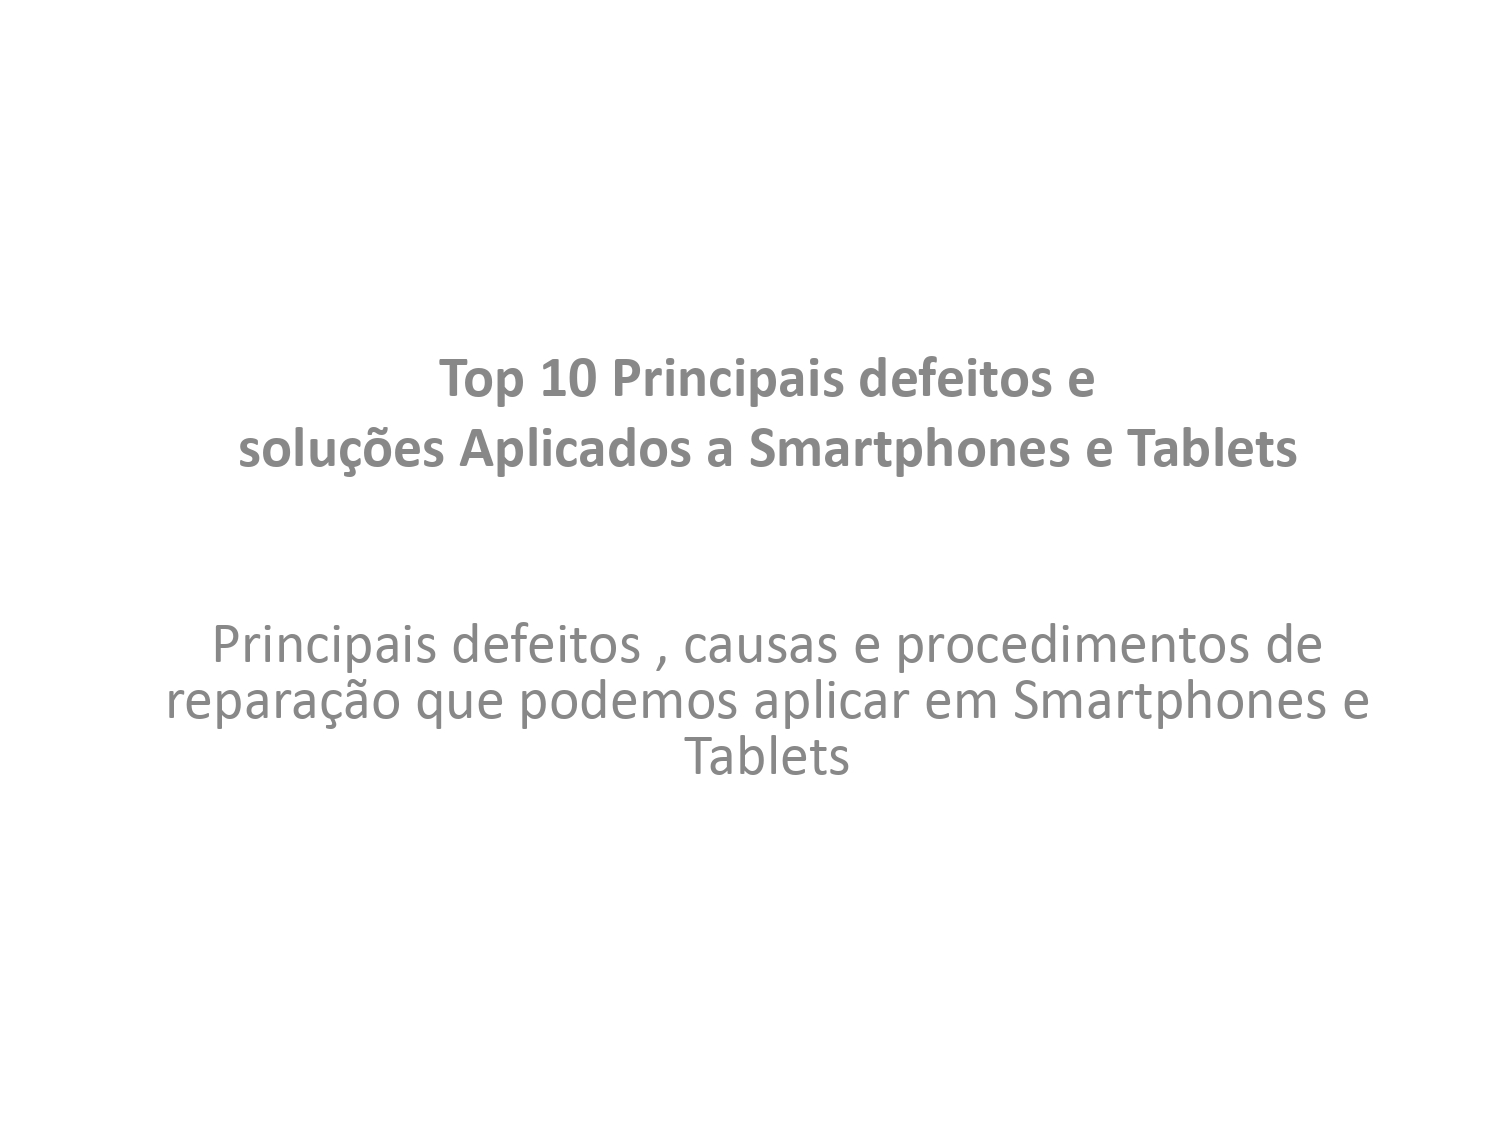 Top 10 Principais defeitos e
soluções Aplicados a Smartphones e Tablets
Principais defeitos , causas e procedimentos de
reparação que podemos aplicar em Smartphones e
Tablets